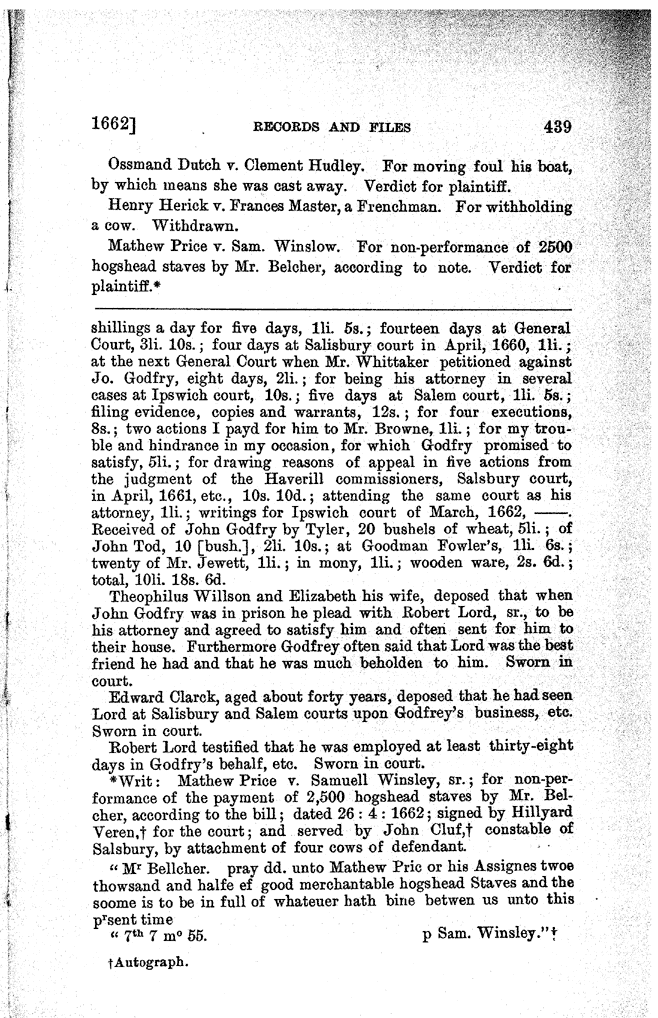 1662] RECORDS AND FILES 439
Ossmand Dutch v. Clement Hudley. For moving foul his boat,
by which means she was cast away. Verdict for plaintiff.
Henry Herick v. Frances Master, a Frenchman. For withholding
a cow. Withdrawn.
Mathew Price v. Sam. Winslow. For non-performance of 2500
hogshead staves by Mr. Belcher, according to note. Verdict for
plaintiff.*
shillings a day for five days, 1li. 5s.; fourteen days at General
Court, 3li. 10s.; four days at Salisbury court in April, 1660, 1li.;
at the next General Court when Mr. Whittaker petitioned against
Jo. Godfry, eight days, 2li.; for being his attorney in several
cases at Ipswich court, 10s.; five days at Salem court, 1li. 5s.;
filing evidence, copies and warrants, 12s.; for four executions,
8s.; two actions I payd for him to Mr. Browne, 1li.; for my trou-
ble and hindrance in my occasion, for which Godfry promised to
satisfy, 5li.; for drawing reasons of appeal in five actions from
the judgment of the Haverill commissioners, Salsbury court,
in April, 1661, etc., 10s. 10d.; attending the same court as his
attorney, 1li.; writings for Ipswich court of March, 1662, ——.
Received of John Godfry by Tyler, 20 bushels of wheat, 5li.; of
John Tod, 10 [bush.], 2li. 10s.; at Goodman Fowler's, 1li. 6s.;
twenty of Mr. Jewett, 1li.; in mony, 1li.; wooden ware, 2s. 6d.;
total, 10li. 18s. 6d.
Theophilus Willson and Elizabeth his wife, deposed that when
John Godfry was in prison he plead with Robert Lord, sr., to be
his attorney and agreed to satisfy him and often sent for him to
their house. Furthermore Godfrey often said that Lord was the best
friend he had and that he was much beholden to him. Sworn in
court.
Edward Clarck, aged about forty years, deposed that he had seen
Lord at Salisbury and Salem courts upon Godfrey's business, etc.
Sworn in court.
Robert Lord testified that he was employed at least thirty-eight
days in Godfry's behalf, etc. Sworn in court.
*Writ: Mathew Price v. Samuell Winsley, sr.; for non-per-
formance of the payment of 2,500 hogshead staves by Mr. Bel-
cher, according to the bill; dated 26 : 4 : 1662; signed by Hillyard
Veren,† for the court; and served by John Cluf,† constable of
Salsbury, by attachment of four cows of defendant.
“ Mʳ Bellcher. pray dd. unto Mathew Pric or his Assignes twoe
thowsand and halfe ef good merchantable hogshead Staves and the
soome is to be in full of whateuer hath bine betwen us unto this
pʳsent time
“ 7ᵗʰ 7 mᵒ 55. p Sam. Winsley.”†
†Autograph.